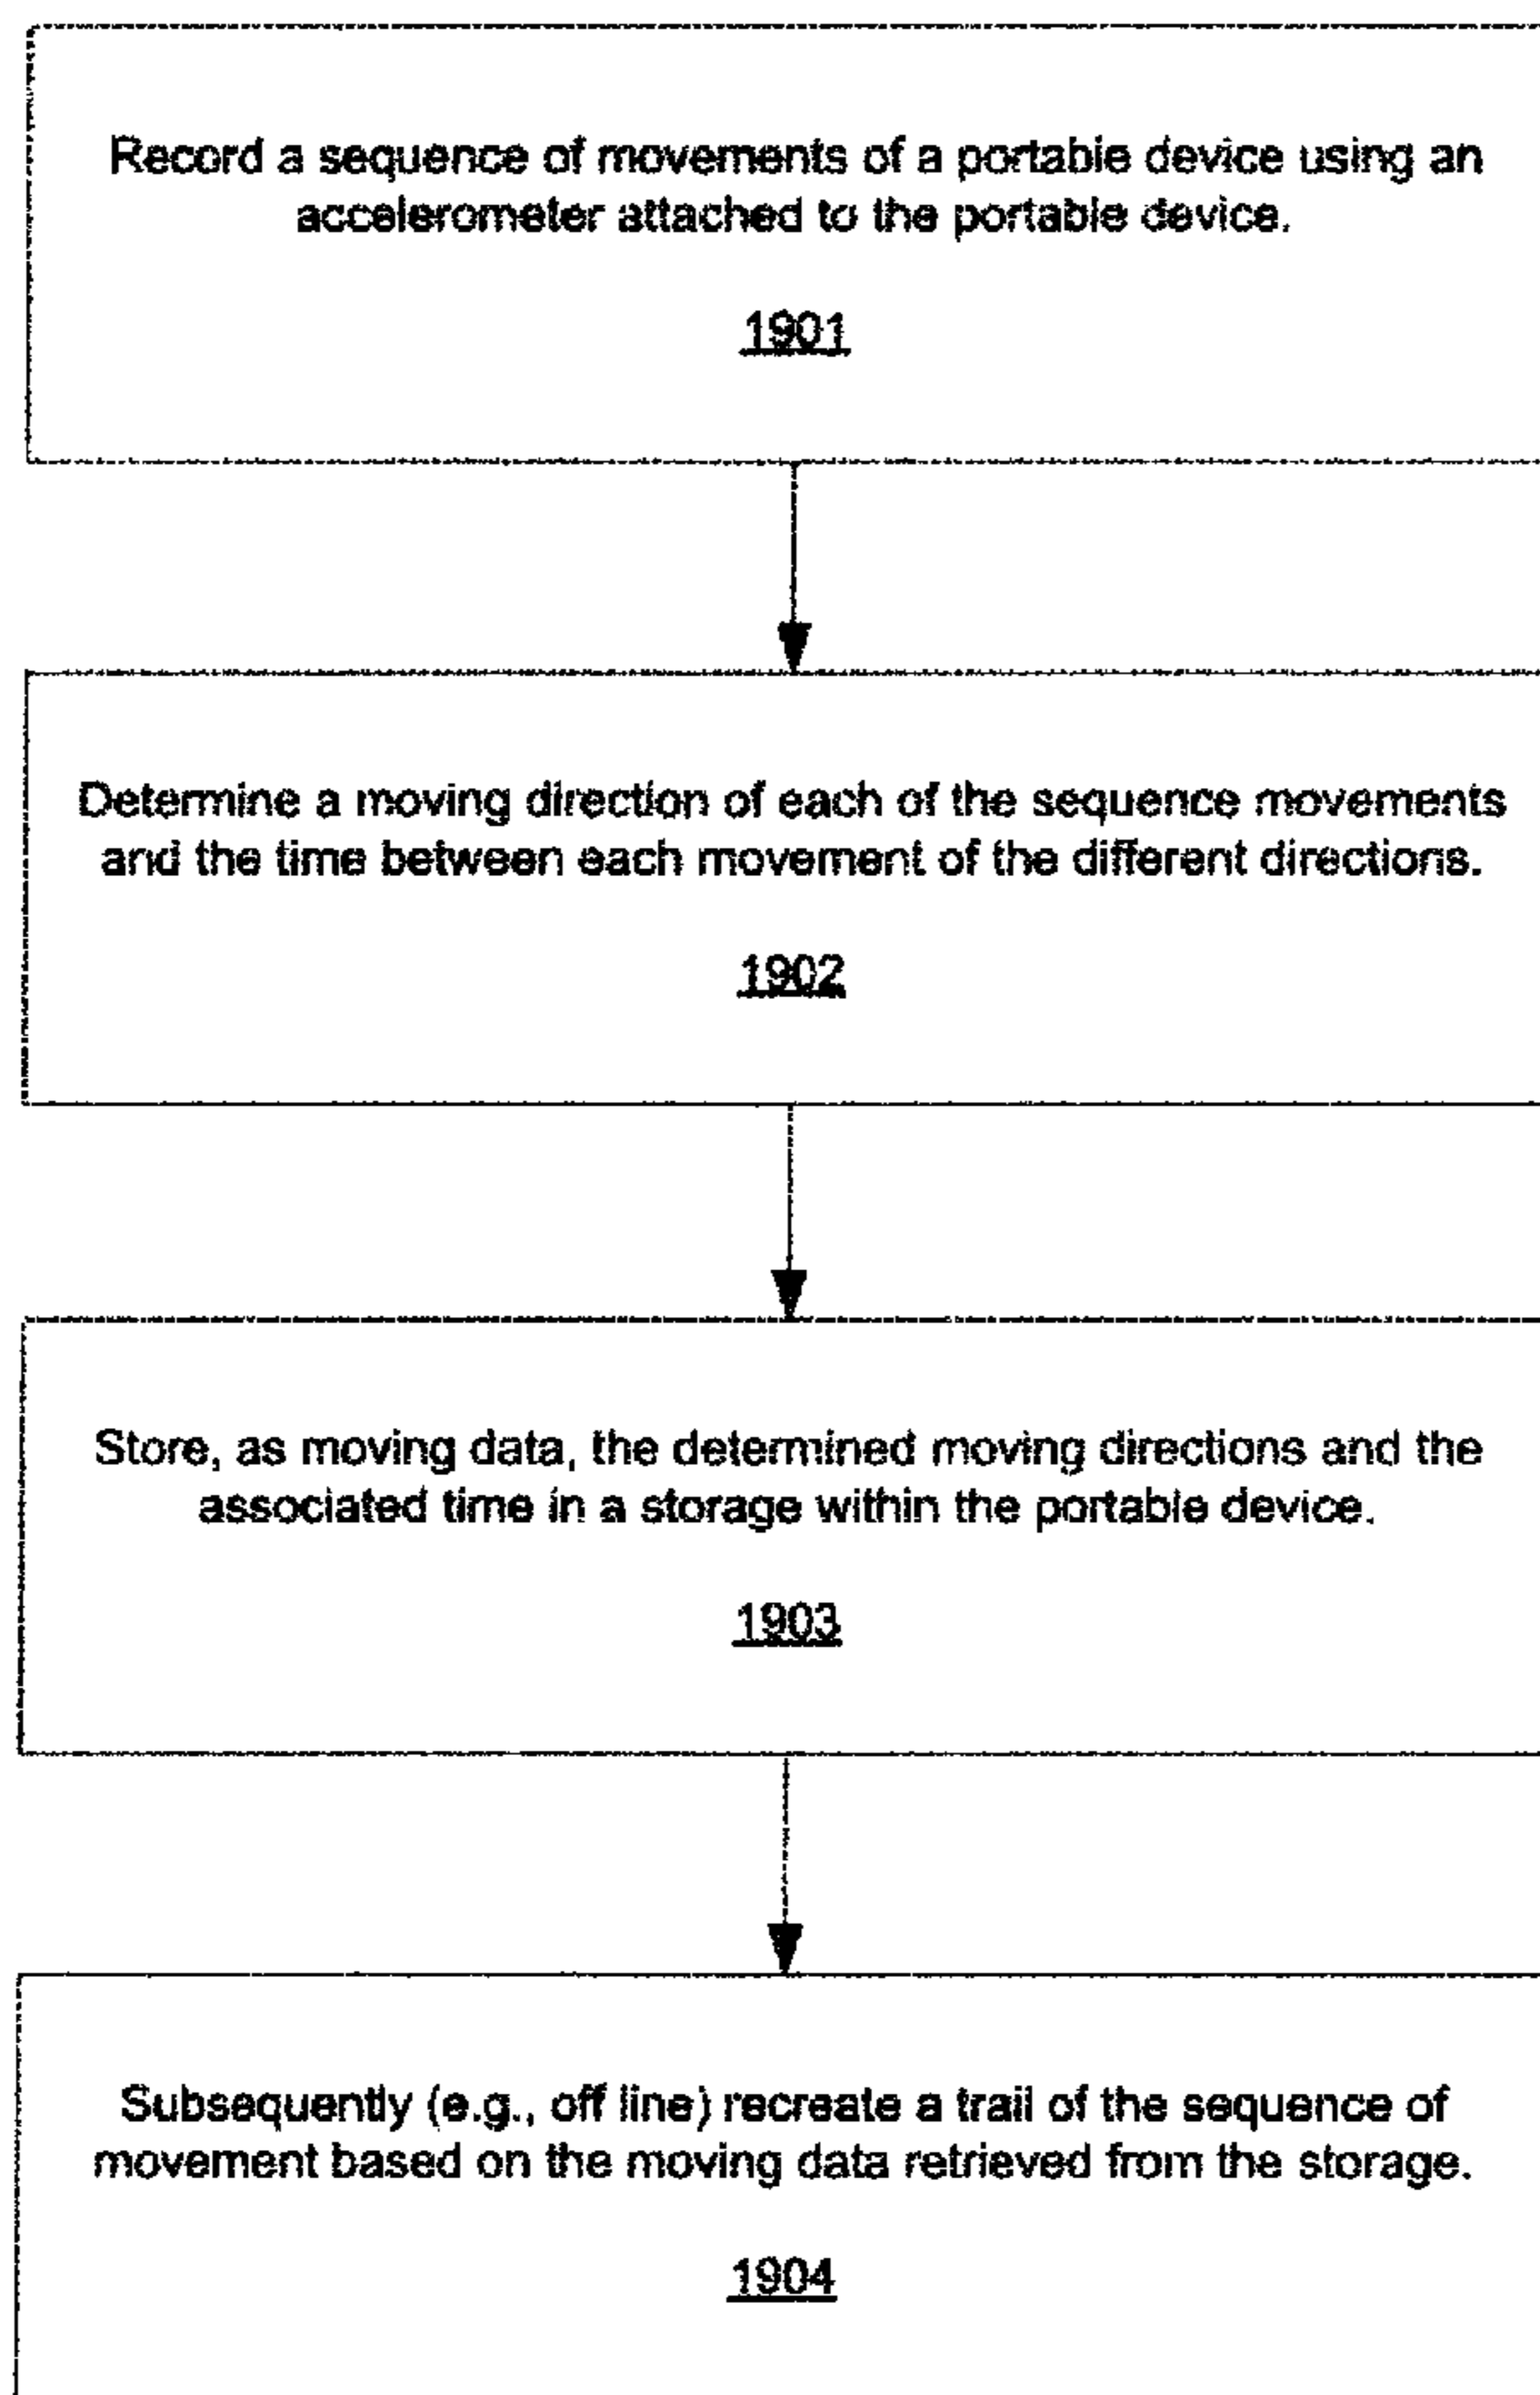 Record a sequence of movements of a portable device using an
accelerometer attached to the portable device.
1901
Determine a moving direction of each of the sequence movements
and the time between each movement of the different directions.
1902
Store, as moving data, the determined moving directions and the
associated time in a storage within the portable device.
1903
Subsequently (e.g., off line) recreate a trail of the sequence of
movement based on the moving data retrieved from the storage.
1904